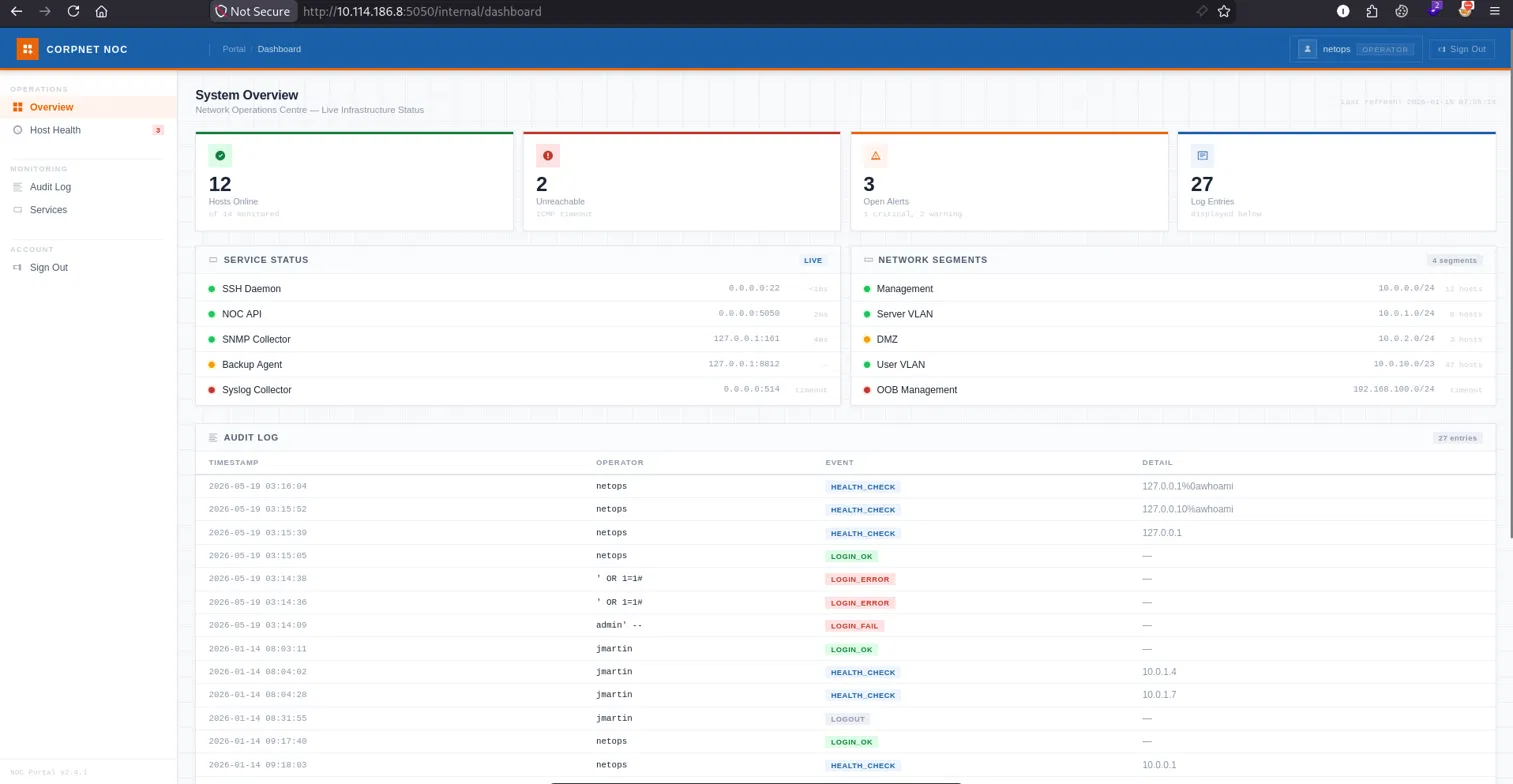 Not Secure http://10.114.186.8:5050/internal/dashboard 2
CORPNET NOC Portal / Dashboard netops OPERATOR Sign Out
OPERATIONS
Overview
Host Health 3
MONITORING
Audit Log
Services
ACCOUNT
Sign Out
NOC Portal v2.4.1
System Overview
Network Operations Centre — Live Infrastructure Status
Last refresh: 2026-01-15
12
Hosts Online
of 14 monitored
2
Unreachable
ICMP timeout
3
Open Alerts
1 critical, 2 warning
27
Log Entries
displayed below
SERVICE STATUS LIVE
SSH Daemon 0.0.0.0:22 <1ms
NOC API 0.0.0.0:5050 2ms
SNMP Collector 127.0.0.1:161 4ms
Backup Agent 127.0.0.1:8812
Syslog Collector 0.0.0.0:514 timeout
NETWORK SEGMENTS 4 segments
Management 10.0.0.0/24 12 hosts
Server VLAN 10.0.1.0/24 hosts
DMZ 10.0.2.0/24 3 hosts
User VLAN 10.0.10.0/23 47 hosts
OOB Management 192.168.100.0/24 timeout
AUDIT LOG 27 entries
TIMESTAMP OPERATOR EVENT DETAIL
2026-05-19 03:16:04 netops HEALTH_CHECK 127.0.0.1%0awhoami
2026-05-19 03:15:52 netops HEALTH_CHECK 127.0.0.10%awhoami
2026-05-19 03:15:39 netops HEALTH_CHECK 127.0.0.1
2026-05-19 03:15:05 netops LOGIN_OK —
2026-05-19 03:14:38 ' OR 1=1# LOGIN_ERROR —
2026-05-19 03:14:36 ' OR 1=1# LOGIN_ERROR —
2026-05-19 03:14:09 admin' -- LOGIN_FAIL —
2026-01-14 08:03:11 jmartin LOGIN_OK —
2026-01-14 08:04:02 jmartin HEALTH_CHECK 10.0.1.4
2026-01-14 08:04:28 jmartin HEALTH_CHECK 10.0.1.7
2026-01-14 08:31:55 jmartin LOGOUT —
2026-01-14 09:17:40 netops LOGIN_OK —
2026-01-14 09:18:03 netops HEALTH_CHECK 10.0.0.1